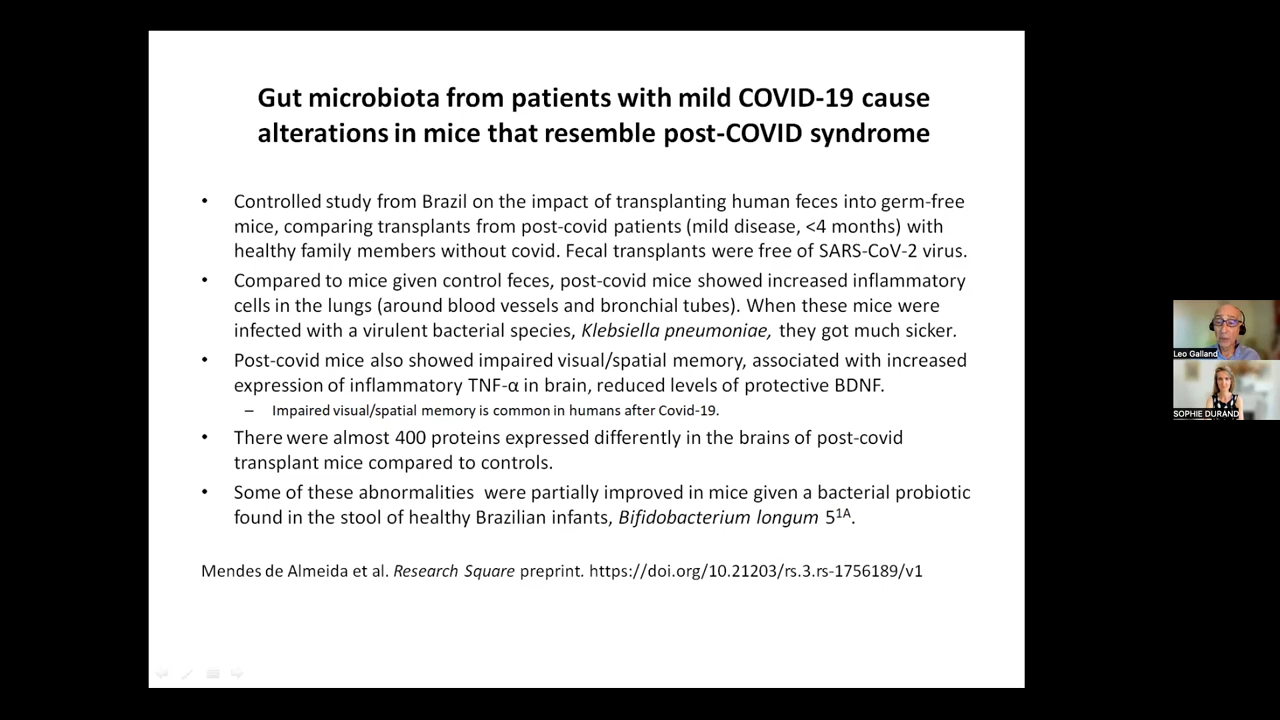 Gut microbiota from patients with mild COVID-19 cause
alterations in mice that resemble post-COVID syndrome
• Controlled study from Brazil on the impact of transplanting human feces into germ-free
mice, comparing transplants from post-covid patients (mild disease, <4 months) with
healthy family members without covid. Fecal transplants were free of SARS-CoV-2 virus.
• Compared to mice given control feces, post-covid mice showed increased inflammatory
cells in the lungs (around blood vessels and bronchial tubes). When these mice were
infected with a virulent bacterial species, Klebsiella pneumoniae, they got much sicker.
• Post-covid mice also showed impaired visual/spatial memory, associated with increased
expression of inflammatory TNF-α in brain, reduced levels of protective BDNF.
– Impaired visual/spatial memory is common in humans after Covid-19.
• There were almost 400 proteins expressed differently in the brains of post-covid
transplant mice compared to controls.
• Some of these abnormalities were partially improved in mice given a bacterial probiotic
found in the stool of healthy Brazilian infants, Bifidobacterium longum 5¹ᴬ.
Mendes de Almeida et al. Research Square preprint. https://doi.org/10.21203/rs.3.rs-1756189/v1
Leo Galland
SOPHIE DURAND